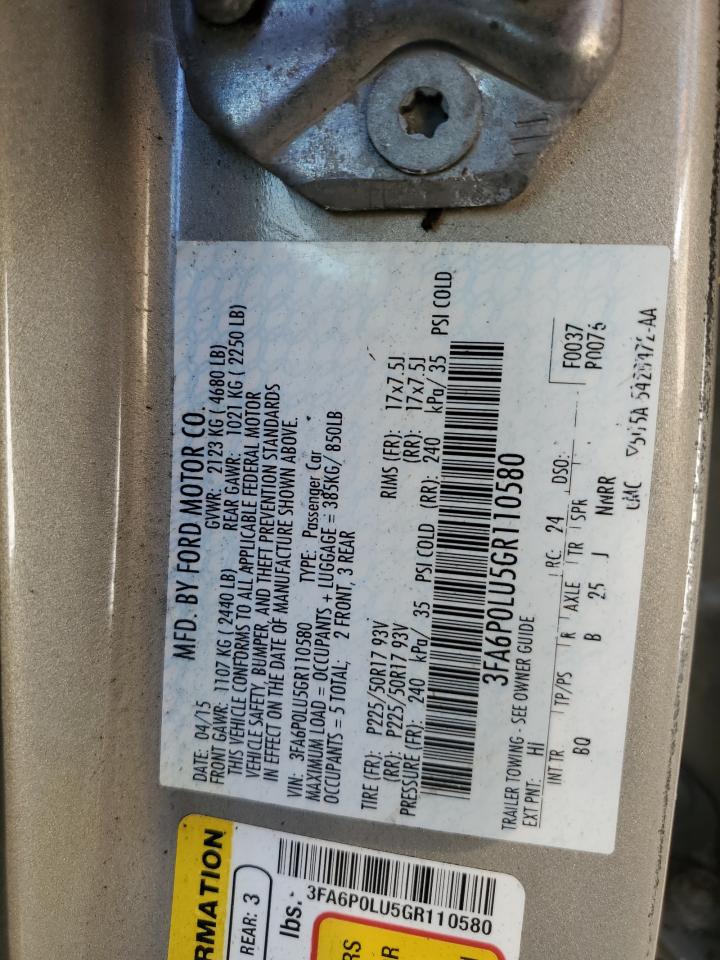 MFD. BY FORD MOTOR CO.
DATE: 04/15 GVWR: 2123 KG ( 4680 LB)
FRONT GAWR: 1107 KG ( 2440 LB) REAR GAWR: 1021 KG ( 2250 LB)
THIS VEHICLE CONFORMS TO ALL APPLICABLE FEDERAL MOTOR
VEHICLE SAFETY, BUMPER, AND THEFT PREVENTION STANDARDS
IN EFFECT ON THE DATE OF MANUFACTURE SHOWN ABOVE.
VIN: 3FA6P0LU5GR110580 TYPE: Passenger Car
MAXIMUM LOAD = OCCUPANTS + LUGGAGE = 385KG/ 850LB
OCCUPANTS = 5 TOTAL; 2 FRONT, 3 REAR
TIRE (FR): P225/50R17 93V RIMS (FR): 17x7.5J
(RR): P225/50R17 93V (RR): 17x7.5J
PRESSURE (FR): 240 kPa/ 35 PSI COLD (RR): 240 kPa/ 35 PSI COLD
3FA6P0LU5GR110580
TRAILER TOWING - SEE OWNER GUIDE
EXT PNT: HI RC: 24 DSO: F0037
INT TR TP/PS R AXLE TR SPR P0076
BQ B 25 J NNRR
UMC
RMATION
REAR: 3
lbs.
3FA6P0LU5GR110580
RS
R